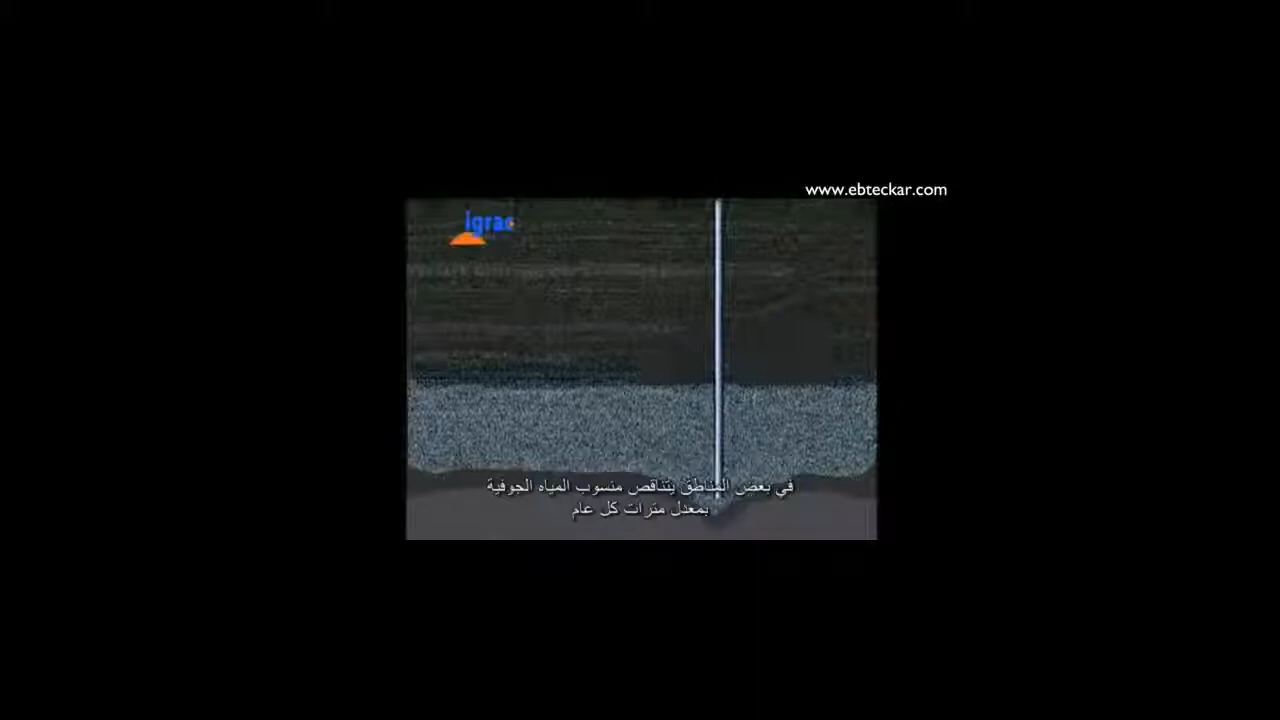 www.ebteckar.com
igrac
في بعض المناطق يتناقص منسوب المياه الجوفية
بمعدل مترات كل عام